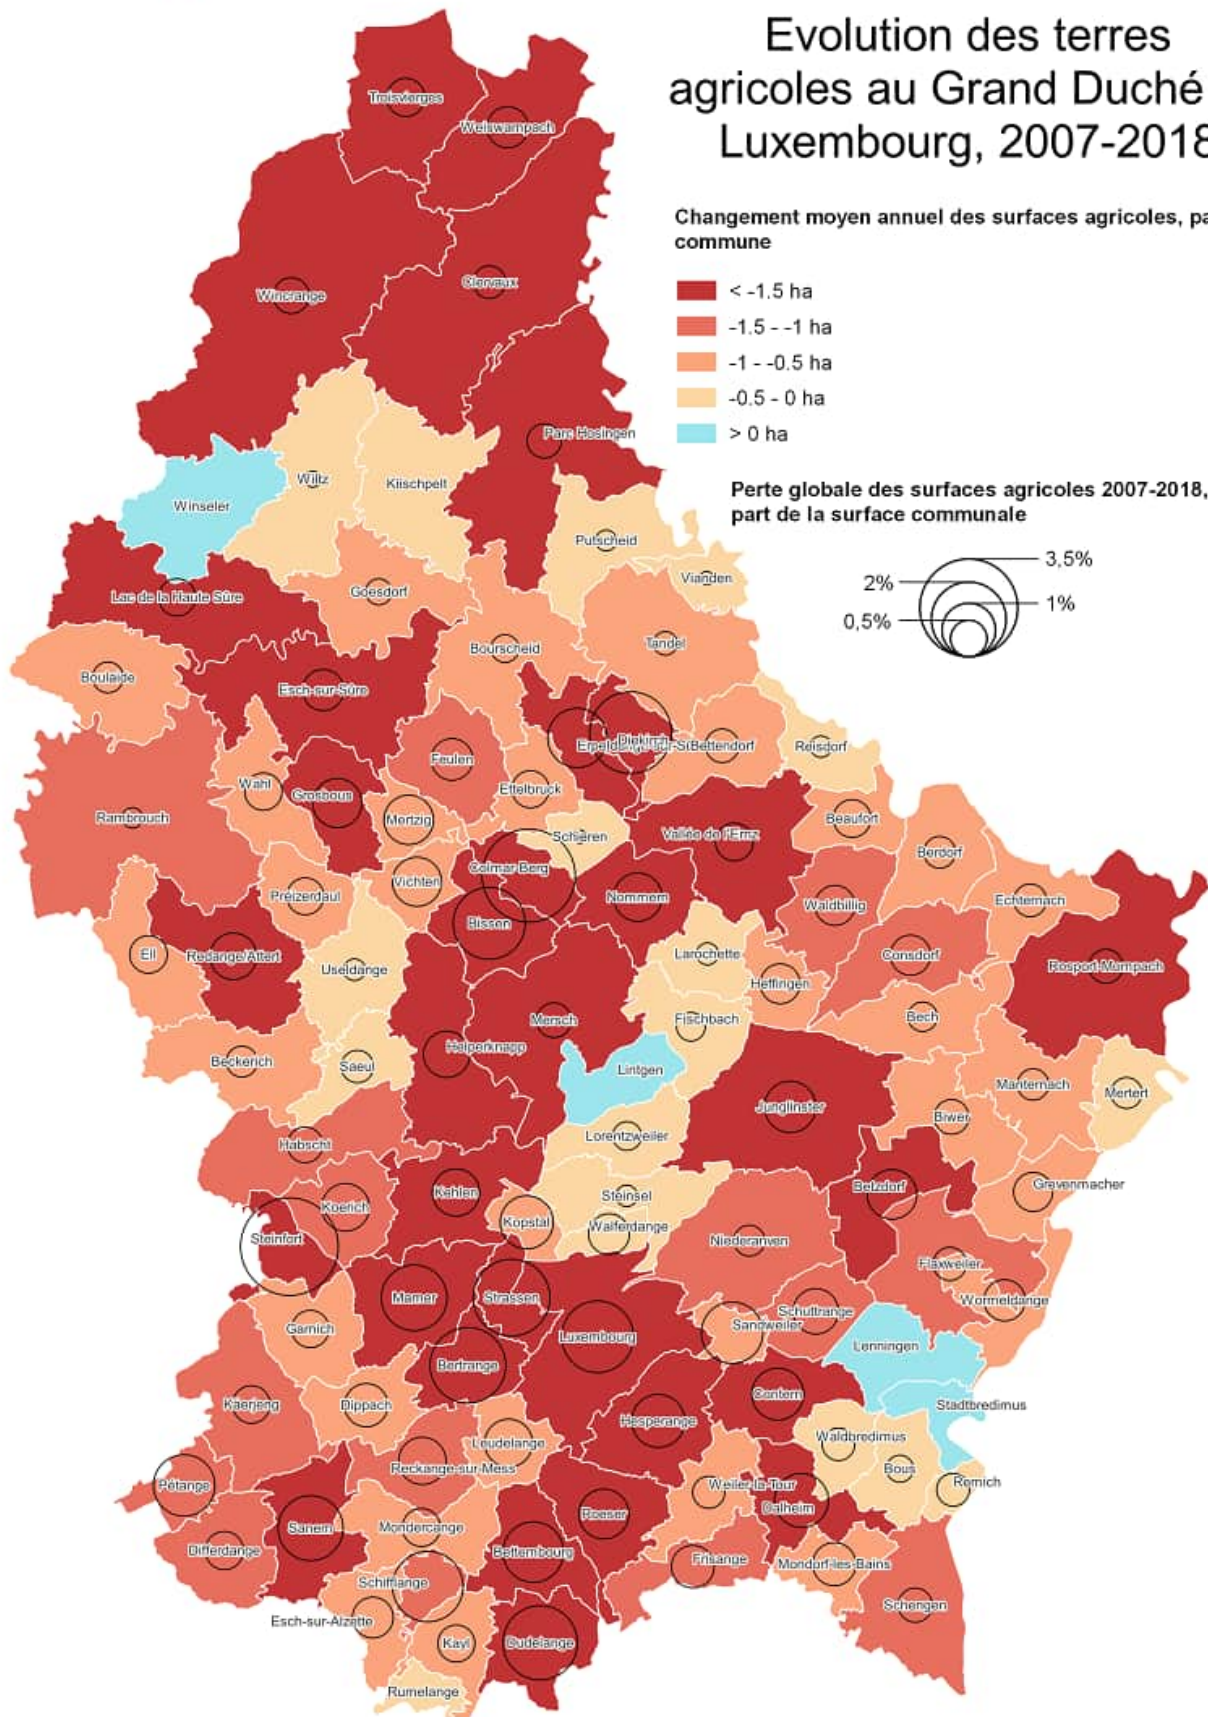 Evolution des terres
agricoles au Grand Duché
Luxembourg, 2007-2018
Changement moyen annuel des surfaces agricoles, pa
commune
< -1.5 ha
-1.5 - -1 ha
-1 - -0.5 ha
-0.5 - 0 ha
> 0 ha
Perte globale des surfaces agricoles 2007-2018,
part de la surface communale
3,5%
2%
1%
0,5%
Troisvierges
Weiswampach
Clervaux
Wincrange
Parc Hosingen
Wiltz
Kiischpelt
Winseler
Putscheid
Vianden
Goesdorf
Lac de la Haute Sûre
Tandel
Bourscheid
Boulaide
Esch-sur-Sûre
Diekirch
Bettendorf
Reisdorf
Feulen
Wahl
Ettelbruck
Grosbous
Rambrouch
Mertzig
Beaufort
Schieren
Vallée de l'Ernz
Berdorf
Colmar-Berg
Vichten
Preizerdaul
Nommern
Waldbillig
Echternach
Bissen
Ell
Redange/Attert
Larochette
Consdorf
Useldange
Rosport-Mompach
Heffingen
Mersch
Fischbach
Bech
Helperknapp
Beckerich
Saeul
Lintgen
Manternach
Mertert
Junglinster
Biwer
Lorentzweiler
Habscht
Betzdorf
Grevenmacher
Kehlen
Steinsel
Koerich
Kopstal
Walferdange
Steinfort
Niederanven
Flaxweiler
Mamer
Strassen
Wormeldange
Schuttrange
Garnich
Sandweiler
Luxembourg
Lenningen
Bertrange
Contern
Kaerjeng
Dippach
Stadtbredimus
Hesperange
Waldbredimus
Leudelange
Reckange-sur-Mess
Bous
Remich
Pétange
Weiler-la-Tour
Dalheim
Roeser
Sanem
Mondercange
Differdange
Bettembourg
Frisange
Mondorf-les-Bains
Schifflange
Schengen
Esch-sur-Alzette
Kayl
Dudelange
Rumelange